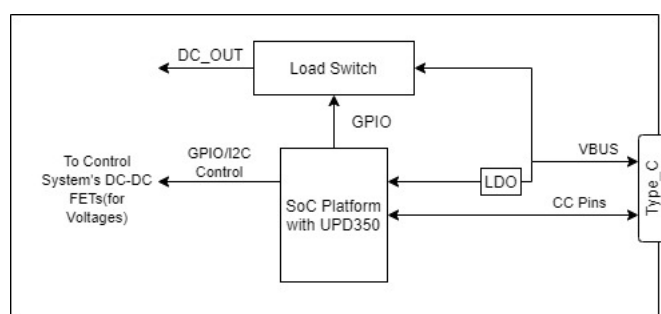 DC_OUT
Load Switch
GPIO
VBUS
To Control
System's DC-DC
FETs(for
Voltages)
GPIO/I2C
Control
LDO
SoC Platform
with UPD350
CC Pins
Type_C